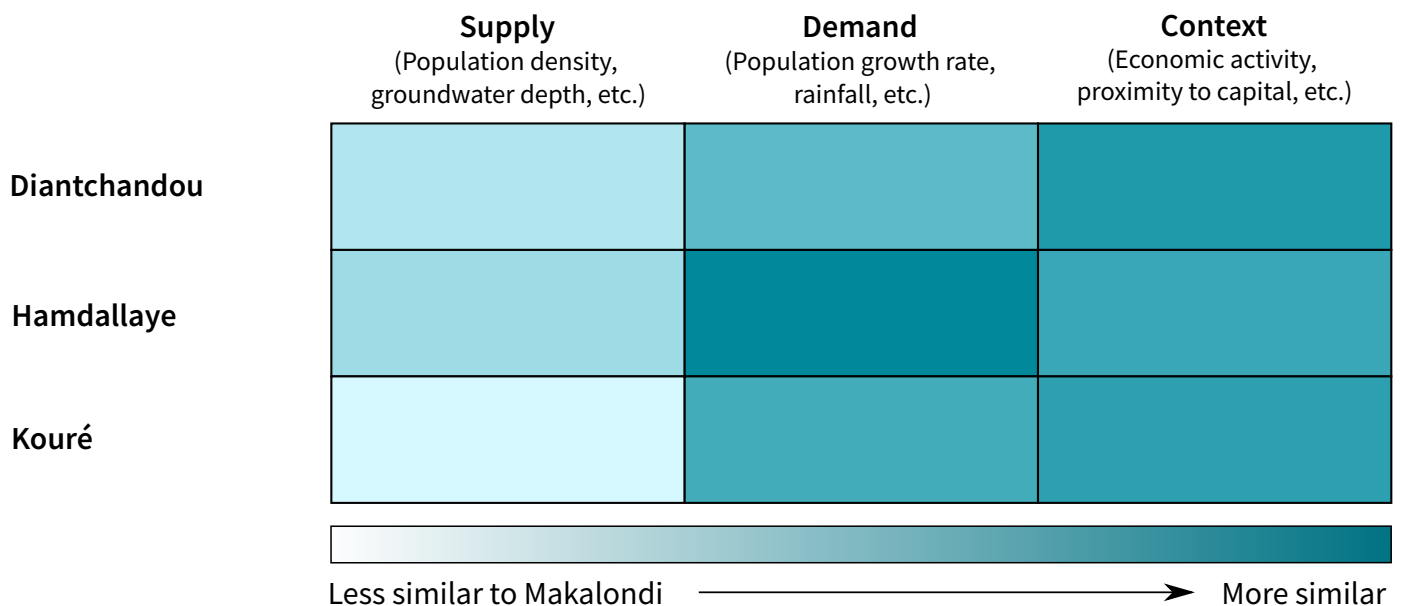 Supply
(Population density,
groundwater depth, etc.)
Demand
(Population growth rate,
rainfall, etc.)
Context
(Economic activity,
proximity to capital, etc.)
Diantchandou
Hamdallaye
Kouré
Less similar to Makalondi
More similar